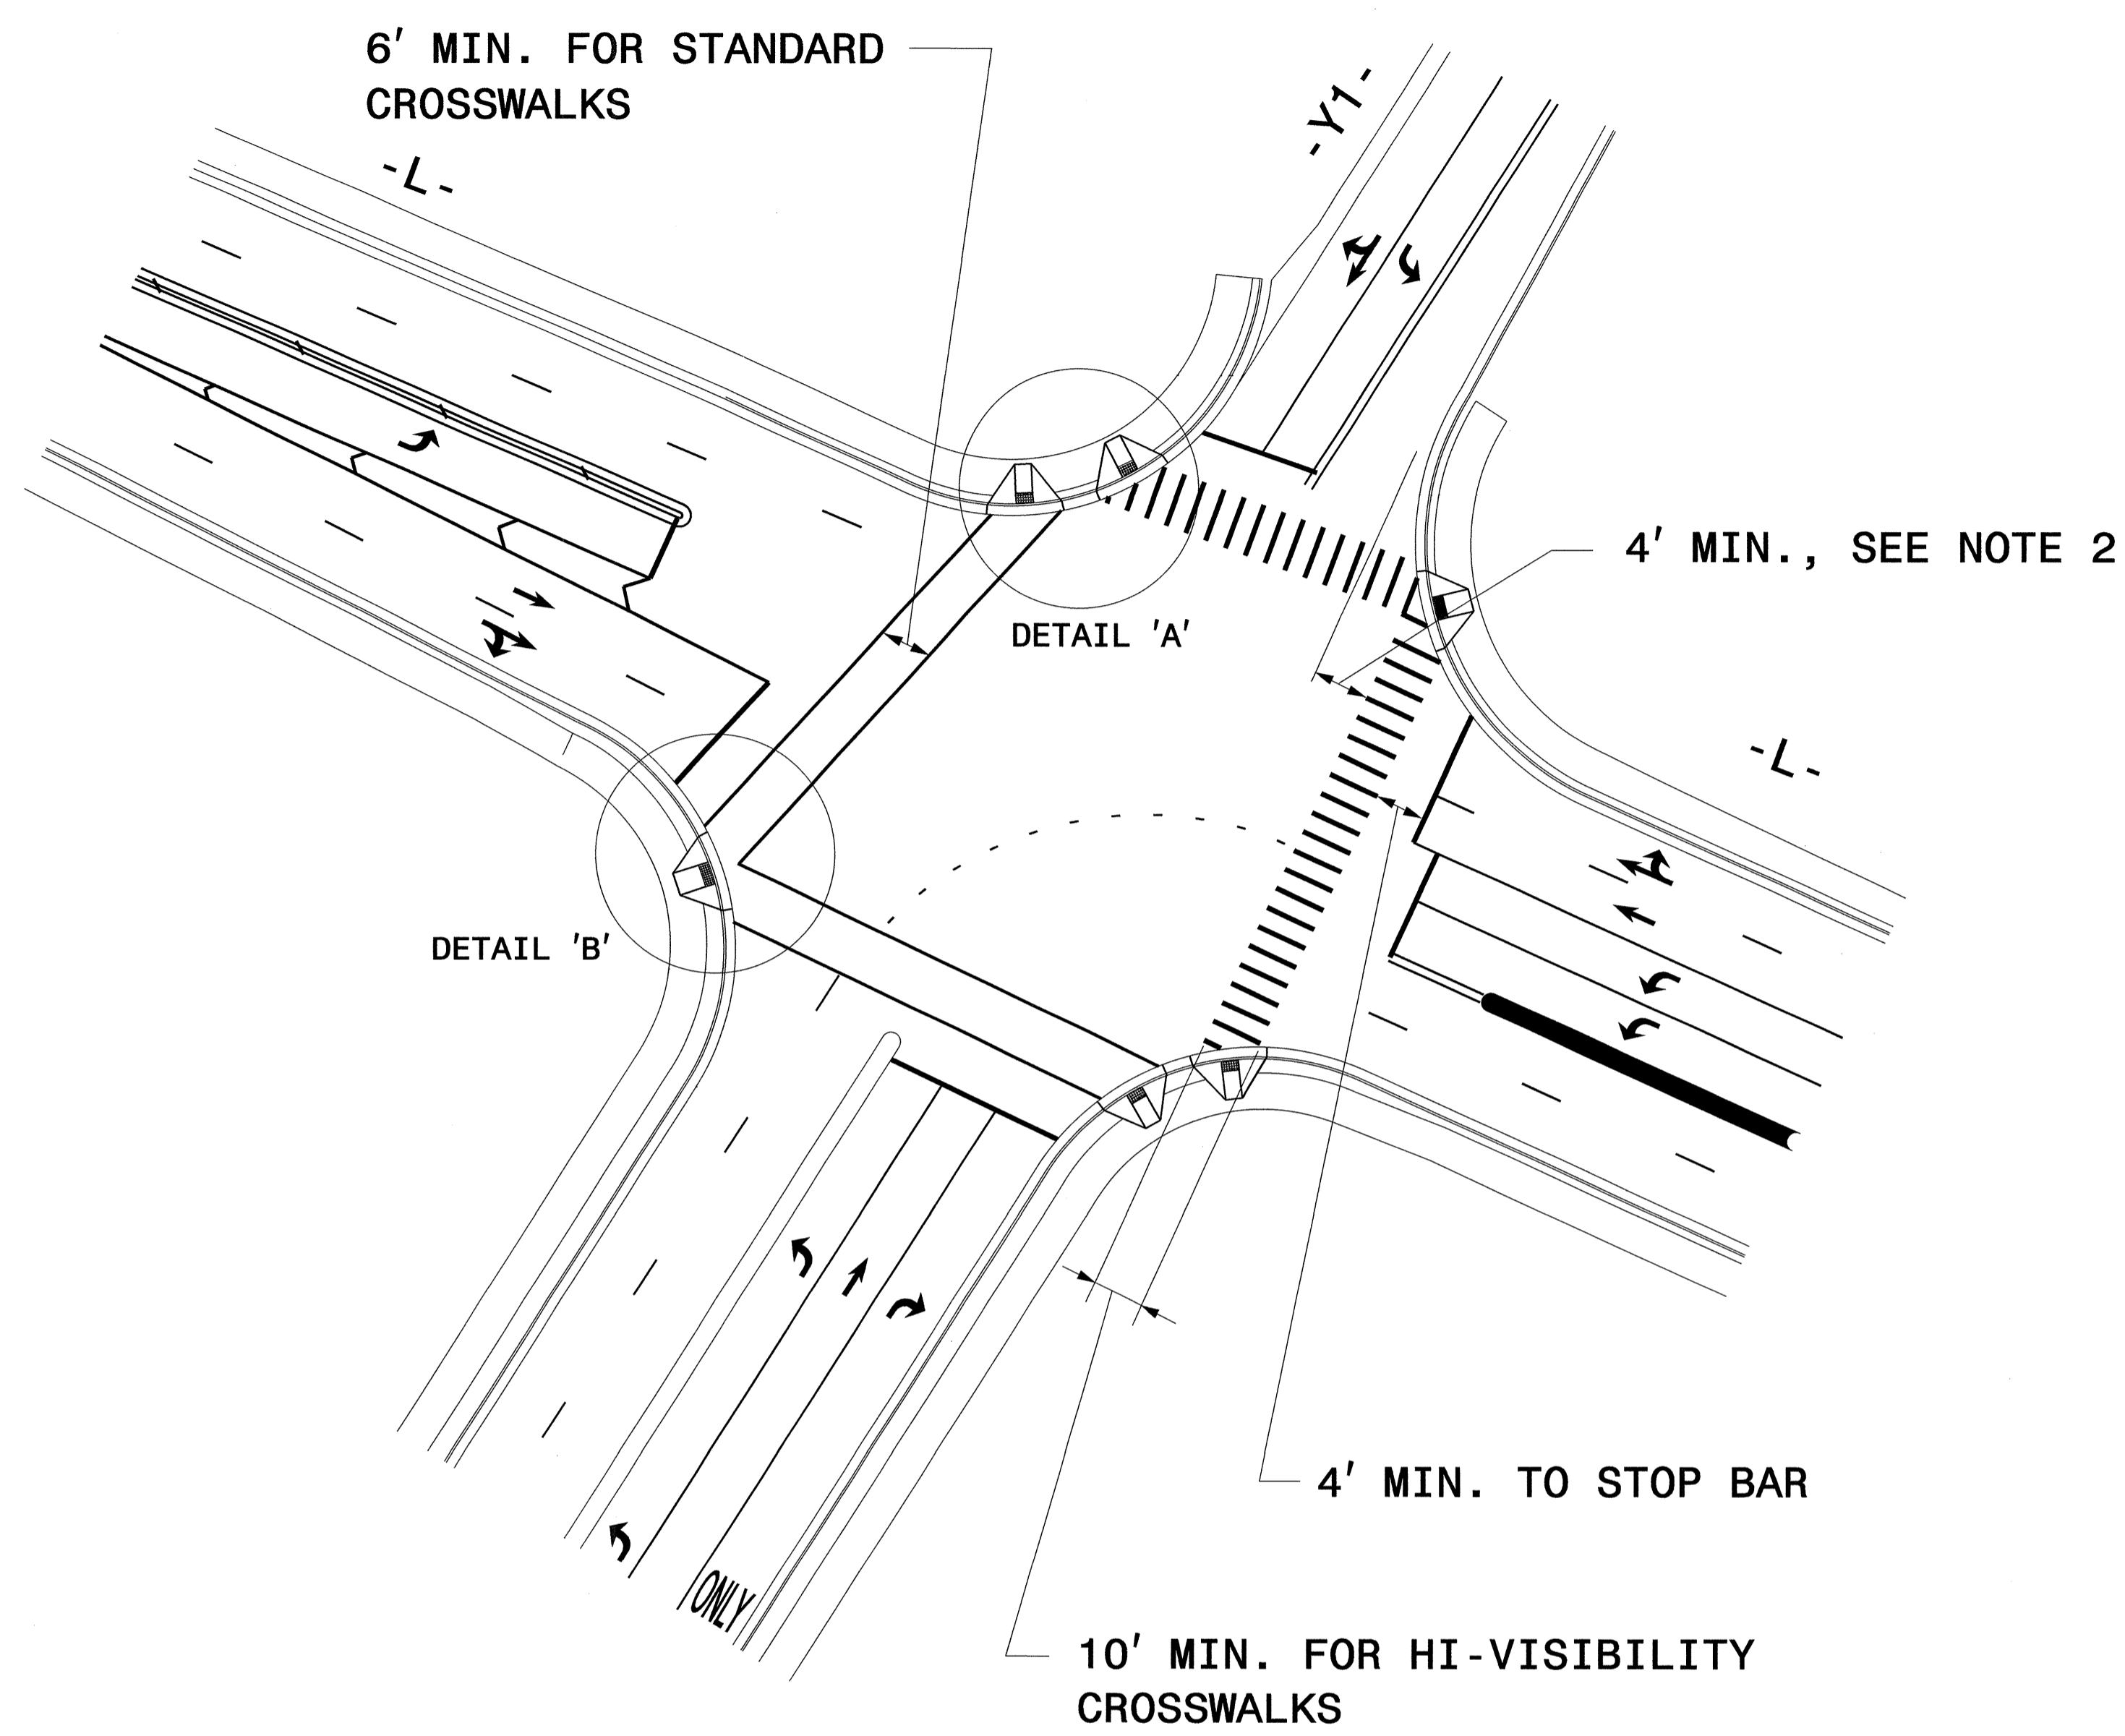 6' MIN. FOR STANDARD
CROSSWALKS
-L-
-Y1-
4' MIN., SEE NOTE 2
DETAIL 'A'
-L-
DETAIL 'B'
4' MIN. TO STOP BAR
ONLY
10' MIN. FOR HI-VISIBILITY
CROSSWALKS